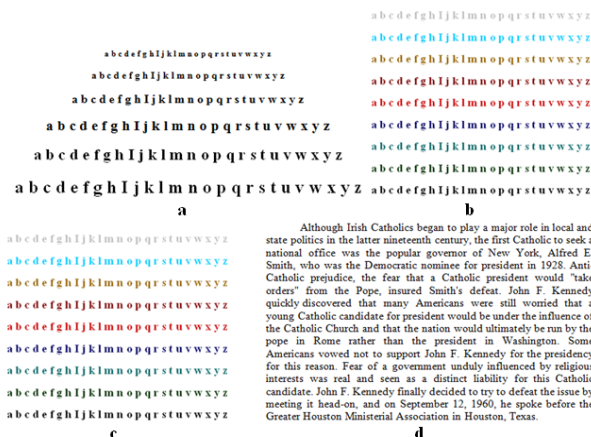 a b c d e f g h I j k l m n o p q r s t u v w x y z
a b c d e f g h I j k l m n o p q r s t u v w x y z
a b c d e f g h I j k l m n o p q r s t u v w x y z
a b c d e f g h I j k l m n o p q r s t u v w x y z
a b c d e f g h I j k l m n o p q r s t u v w x y z
a b c d e f g h I j k l m n o p q r s t u v w x y z
a
a b c d e f g h I j k l m n o p q r s t u v w x y z
a b c d e f g h I j k l m n o p q r s t u v w x y z
a b c d e f g h I j k l m n o p q r s t u v w x y z
a b c d e f g h I j k l m n o p q r s t u v w x y z
a b c d e f g h I j k l m n o p q r s t u v w x y z
a b c d e f g h I j k l m n o p q r s t u v w x y z
a b c d e f g h I j k l m n o p q r s t u v w x y z
a b c d e f g h I j k l m n o p q r s t u v w x y z
a b c d e f g h I j k l m n o p q r s t u v w x y z
b
a b c d e f g h I j k l m n o p q r s t u v w x y z
a b c d e f g h I j k l m n o p q r s t u v w x y z
a b c d e f g h I j k l m n o p q r s t u v w x y z
a b c d e f g h I j k l m n o p q r s t u v w x y z
a b c d e f g h I j k l m n o p q r s t u v w x y z
a b c d e f g h I j k l m n o p q r s t u v w x y z
a b c d e f g h I j k l m n o p q r s t u v w x y z
a b c d e f g h I j k l m n o p q r s t u v w x y z
a b c d e f g h I j k l m n o p q r s t u v w x y z
c
Although Irish Catholics began to play a major role in local and
state politics in the latter nineteenth century, the first Catholic to seek a
national office was the popular governor of New York, Alfred E
Smith, who was the Democratic nominee for president in 1928. Anti
Catholic prejudice, the fear that a Catholic president would "take
orders" from the Pope, insured Smith's defeat. John F. Kennedy
quickly discovered that many Americans were still worried that a
young Catholic candidate for president would be under the influence of
the Catholic Church and that the nation would ultimately be run by the
pope in Rome rather than the president in Washington. Some
Americans vowed not to support John F. Kennedy for the presidency
for this reason. Fear of a government unduly influenced by religious
interests was real and seen as a distinct liability for this Catholic
candidate. John F. Kennedy finally decided to try to defeat the issue by
meeting it head-on, and on September 12, 1960, he spoke before the
Greater Houston Ministerial Association in Houston, Texas.
d